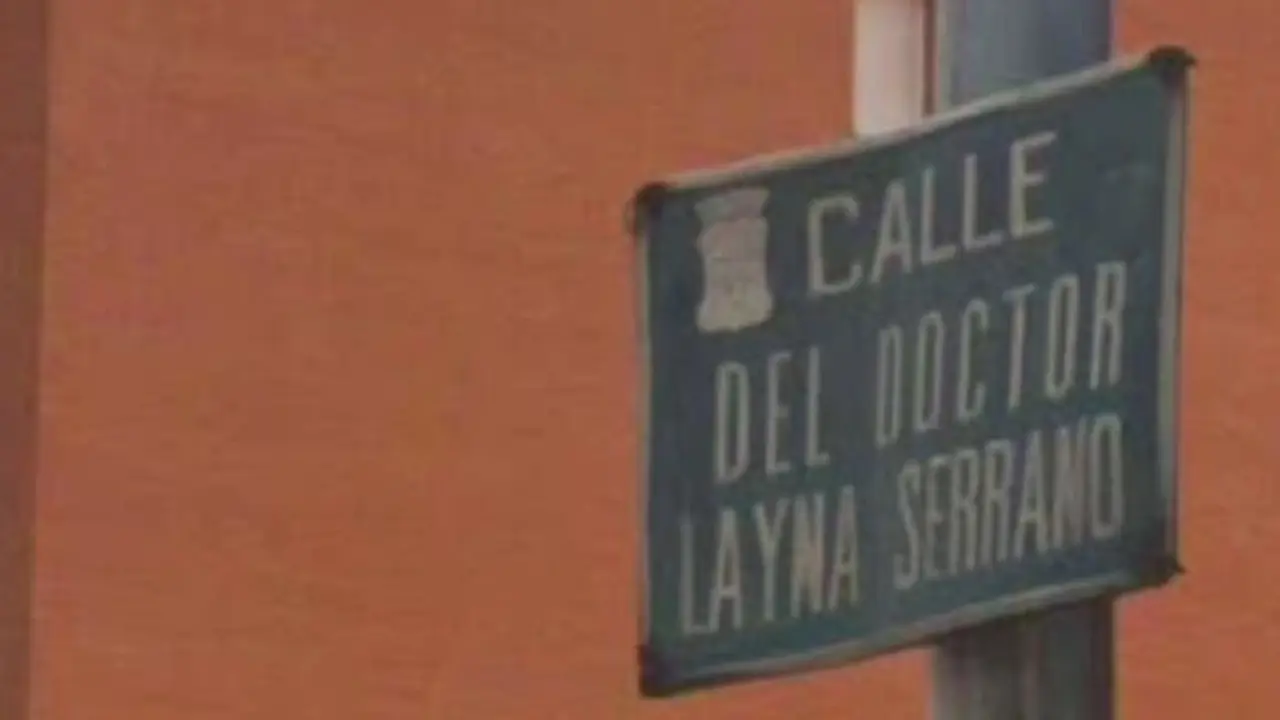 CALLE
DEL DOCTOR
LAYNA SERRANO